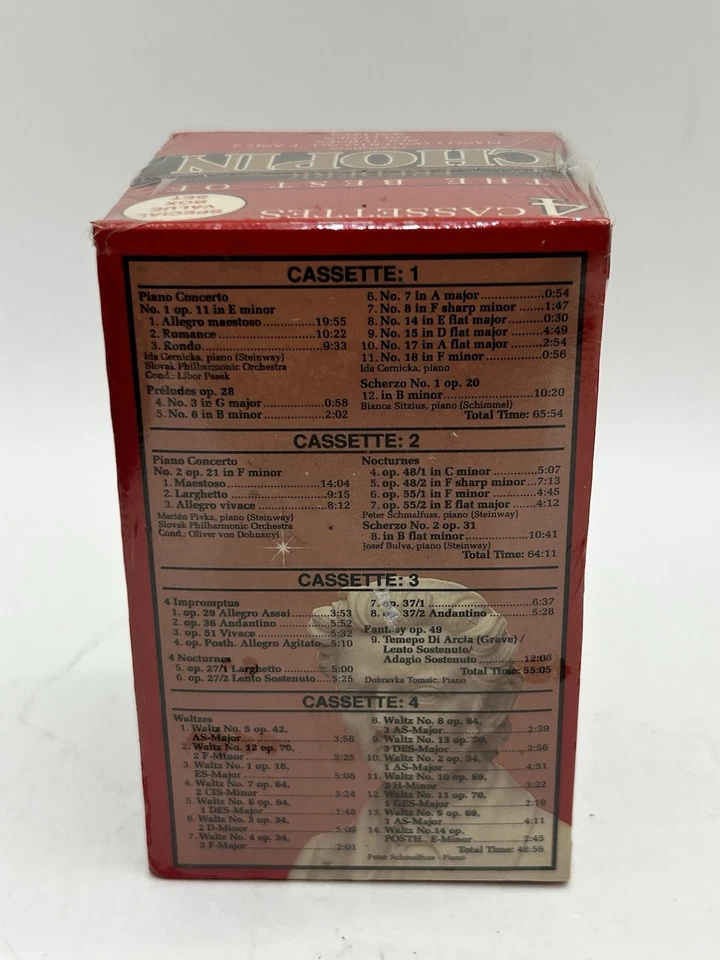 CHOPIN
THE BEST OF
4 CASSETTES
SPECIAL
VALUE
BOX
SET
CASSETTE: 1
Piano Concerto
No. 1 op. 11 in E minor
1. Allegro maestoso 19:55
2. Romance 10:22
3. Rondo 9:33
Ida Cernicka, piano (Steinway)
Slovak Philharmonic Orchestra
Cond.: Libor Pesek
Préludes op. 28
4. No. 3 in G major 0:58
5. No. 6 in B minor 2:02
6. No. 7 in A major 0:54
7. No. 8 in F sharp minor 1:47
8. No. 14 in E flat major 0:30
9. No. 15 in D flat major 4:49
10. No. 17 in A flat major 2:54
11. No. 18 in F minor 0:56
Ida Cernicka, piano
Scherzo No. 1 op. 20
12. in B minor 10:20
Bianca Sitzius, piano (Schimmel)
Total Time: 65:54
CASSETTE: 2
Piano Concerto
No. 2 op. 21 in F minor
1. Maestoso 14:04
2. Larghetto 9:15
3. Allegro vivace 8:12
Marián Pivka, piano (Steinway)
Slovak Philharmonic Orchestra
Cond.: Oliver von Dohnanyi
Nocturnes
4. op. 48/1 in C minor 5:07
5. op. 48/2 in F sharp minor 7:13
6. op. 55/1 in F minor 4:45
7. op. 55/2 in E flat major 4:12
Peter Schmalfuss, piano (Steinway)
Scherzo No. 2 op. 31
8. in B flat minor 10:41
Josef Bulva, piano (Steinway)
Total Time: 64:11
CASSETTE: 3
4 Impromptus
1. op. 29 Allegro Assai 3:53
2. op. 36 Andantino 5:52
3. op. 51 Vivace 5:32
4. op. Posth. Allegro Agitato 5:10
4 Nocturnes
5. op. 27/1 Larghetto 5:00
6. op. 27/2 Lento Sostenuto 5:25
7. op. 37/1 6:37
8. op. 37/2 Andantino 5:28
Fantasy op. 49
9. Temepo Di Arcia (Grave) /
Lento Sostenuto/
Adagio Sostenuto 12:08
Total Time: 55:05
Dubravka Tomsic, Piano
CASSETTE: 4
Waltzes
1. Waltz No. 5 op. 42,
AS-Major 3:58
2. Waltz No. 12 op. 70,
2 F-Minor 2:25
3. Waltz No. 1 op. 18,
ES-Major 5:08
4. Waltz No. 7 op. 64,
2 CIS-Minor 3:24
5. Waltz No. 6 op. 64,
1 DES-Major 1:48
6. Waltz No. 3 op. 34,
2 D-Minor 5:09
7. Waltz No. 4 op. 34,
3 F-Major 2:01
8. Waltz No. 8 op. 64,
3 AS-Major 2:39
9. Waltz No. 13 op. 70,
3 DES-Major 2:56
10. Waltz No. 2 op. 34,
1 AS-Major 4:51
11. Waltz No. 10 op. 69,
2 H-Minor 3:22
12. Waltz No. 11 op. 70,
1 GES-Major 2:19
13. Waltz No. 9 op. 69,
1 AS-Major 4:11
14. Waltz No. 14 op.
POSTH., E-Minor 2:45
Total Time: 46:56
Peter Schmalfuss - Piano